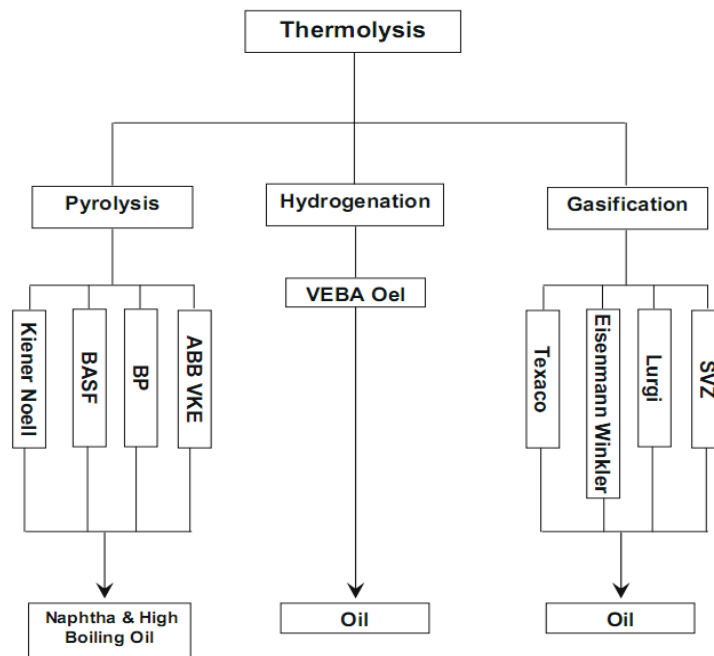 Thermolysis
Pyrolysis
Hydrogenation
Gasification
VEBA Oel
Kiener Noell
BASF
BP
ABB VKE
Texaco
Eisenmann Winkler
Lurgi
SVZ
Naphtha & High
Boiling Oil
Oil
Oil